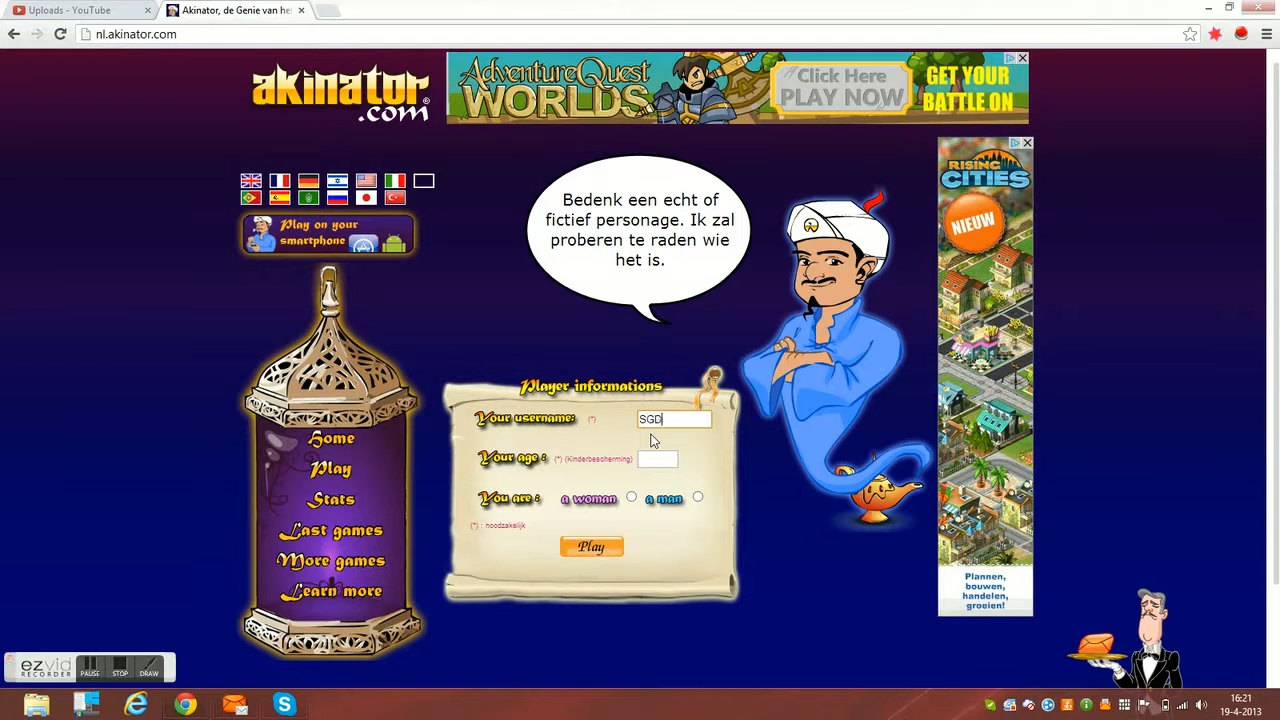 Uploads - YouTube
Akinator, de Genie van he
nl.akinator.com
akinator
.com
AdventureQuest
WORLDS
Click Here
PLAY NOW
GET YOUR
BATTLE ON
Play on your
smartphone
Bedenk een echt of
fictief personage. Ik zal
proberen te raden wie
het is.
RISING
CITIES
NIEUW
Plannen,
bouwen,
handelen,
groeien!
Home
Play
Stats
Last games
More games
Learn more
Player informations
Your username: (*) SGD
Your age : (*) (Kinderbescherming)
You are : a woman a man
(*) : noodzakelijk
Play
ezvid
RECORDER
PAUSE STOP DRAW
16:21
19-4-2013